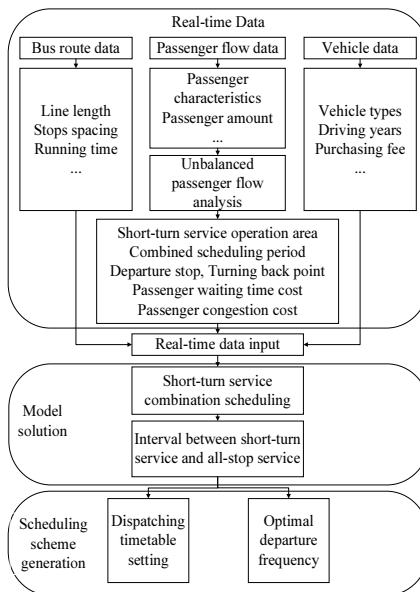 Real-time Data
Bus route data
Passenger flow data
Vehicle data
Line length
Stops spacing
Running time
...
Passenger
characteristics
Passenger amount
...
Vehicle types
Driving years
Purchasing fee
...
Unbalanced
passenger flow
analysis
Short-turn service operation area
Combined scheduling period
Departure stop, Turning back point
Passenger waiting time cost
Passenger congestion cost
Real-time data input
Model
solution
Short-turn service
combination scheduling
Interval between short-turn
service and all-stop service
Scheduling
scheme
generation
Dispatching
timetable
setting
Optimal
departure
frequency